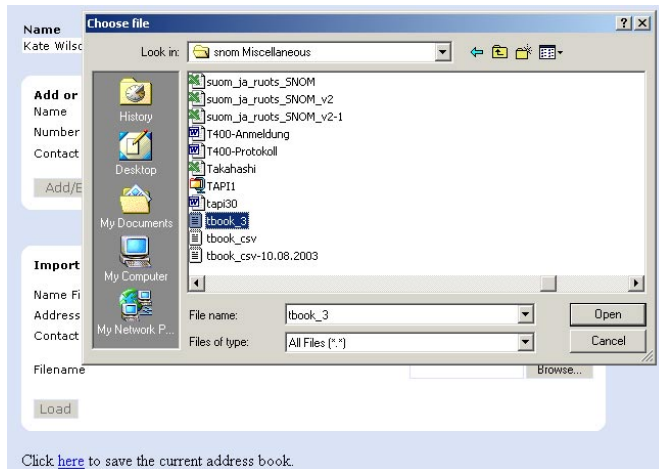 Choose file
Name
Kate Wilso
Look in: snom Miscellaneous
suom_ja_ruots_SNOM
suom_ja_ruots_SNOM_v2
suom_ja_ruots_SNOM_v2-1
T400-Anmeldung
T400-Protokoll
Takahashi
TAPI1
tapi30
tbook_3
tbook_csv
tbook_csv-10.08.2003
History
Desktop
My Documents
My Computer
My Network P...
File name: tbook_3 Open
Files of type: All Files (*.*) Cancel
Add or
Name
Number
Contact
Add/E
Import
Name Fi
Address
Contact
Filename Browse...
Load
Click here to save the current address book.